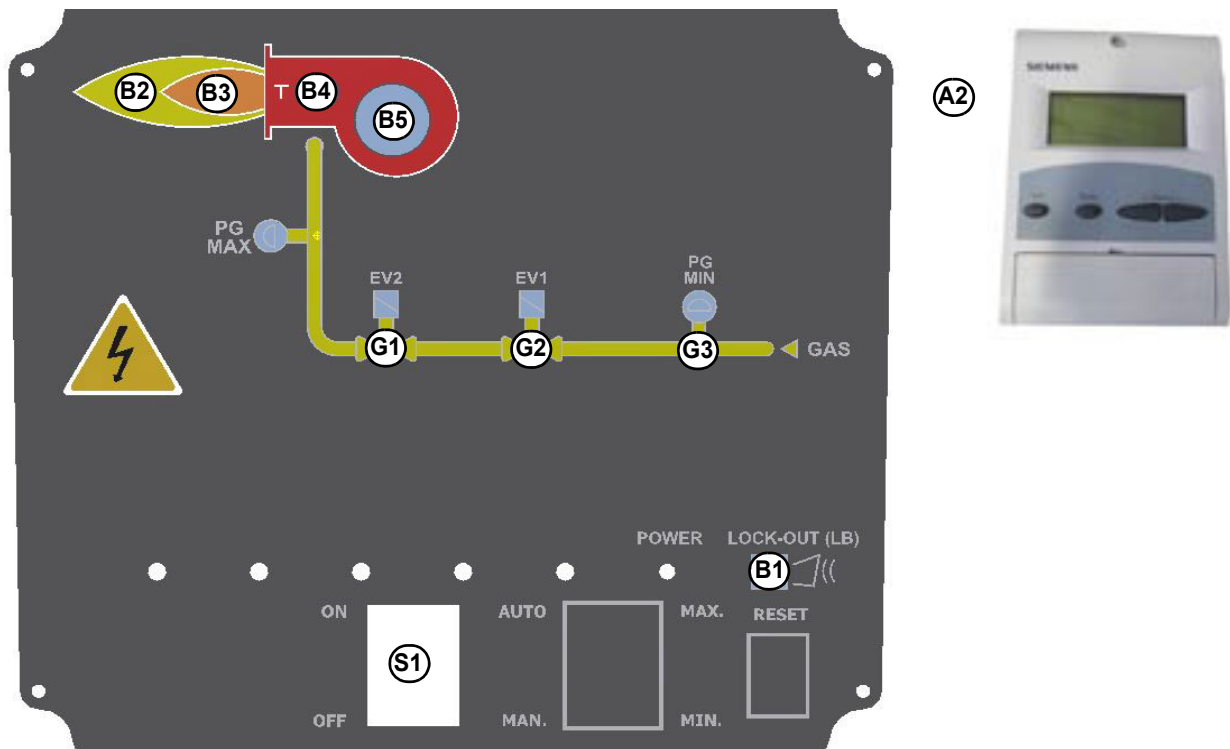 B2
B3
T
B4
B5
A2
SIEMENS
PG
MAX
EV2
EV1
PG
MIN
G1
G2
G3
GAS
POWER
LOCK-OUT (LB)
B1
ON
AUTO
MAX.
RESET
S1
OFF
MAN.
MIN.